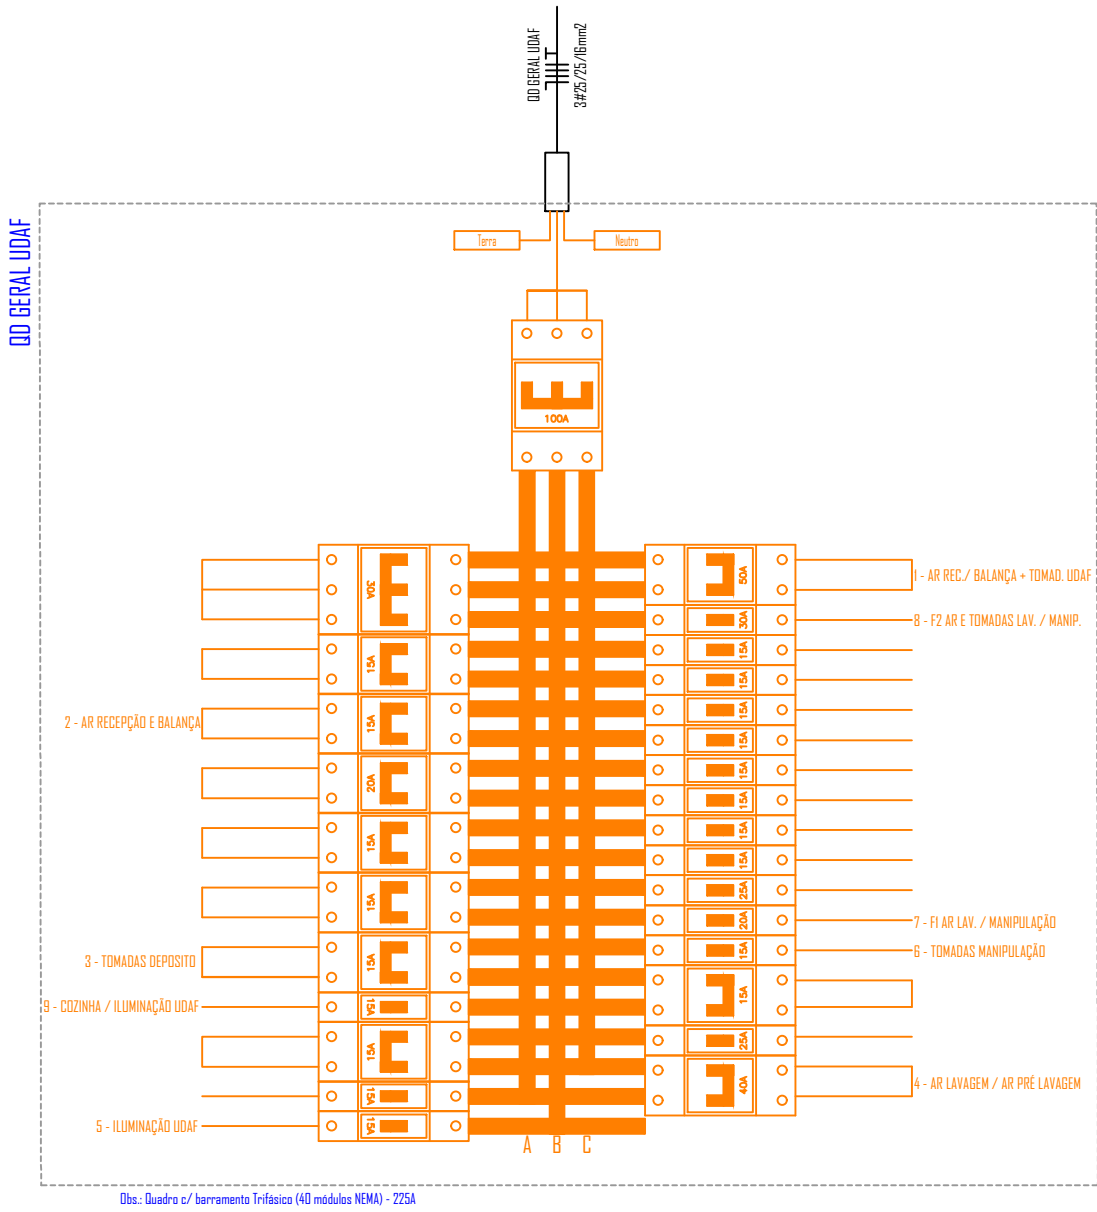 QD GERAL UDAF
3#25/25/16mm2
QD GERAL UDAF
Terra
Neutro
100A
30A
15A
2 - AR RECEPÇÃO E BALANÇA
15A
20A
15A
15A
3 - TOMADAS DEPOSITO
15A
9 - COZINHA / ILUMINAÇÃO UDAF
15A
15A
15A
5 - ILUMINAÇÃO UDAF
15A
50A
1 - AR REC./ BALANÇA + TOMAD. UDAF
30A
8 - F2 AR E TOMADAS LAV. / MANIP.
15A
15A
15A
15A
15A
15A
15A
15A
25A
20A
7 - F1 AR LAV. / MANIPULAÇÃO
15A
6 - TOMADAS MANIPULAÇÃO
15A
25A
40A
4 - AR LAVAGEM / AR PRÉ LAVAGEM
A B C
Obs.: Quadro c/ barramento Trifásico (40 módulos NEMA) - 225A